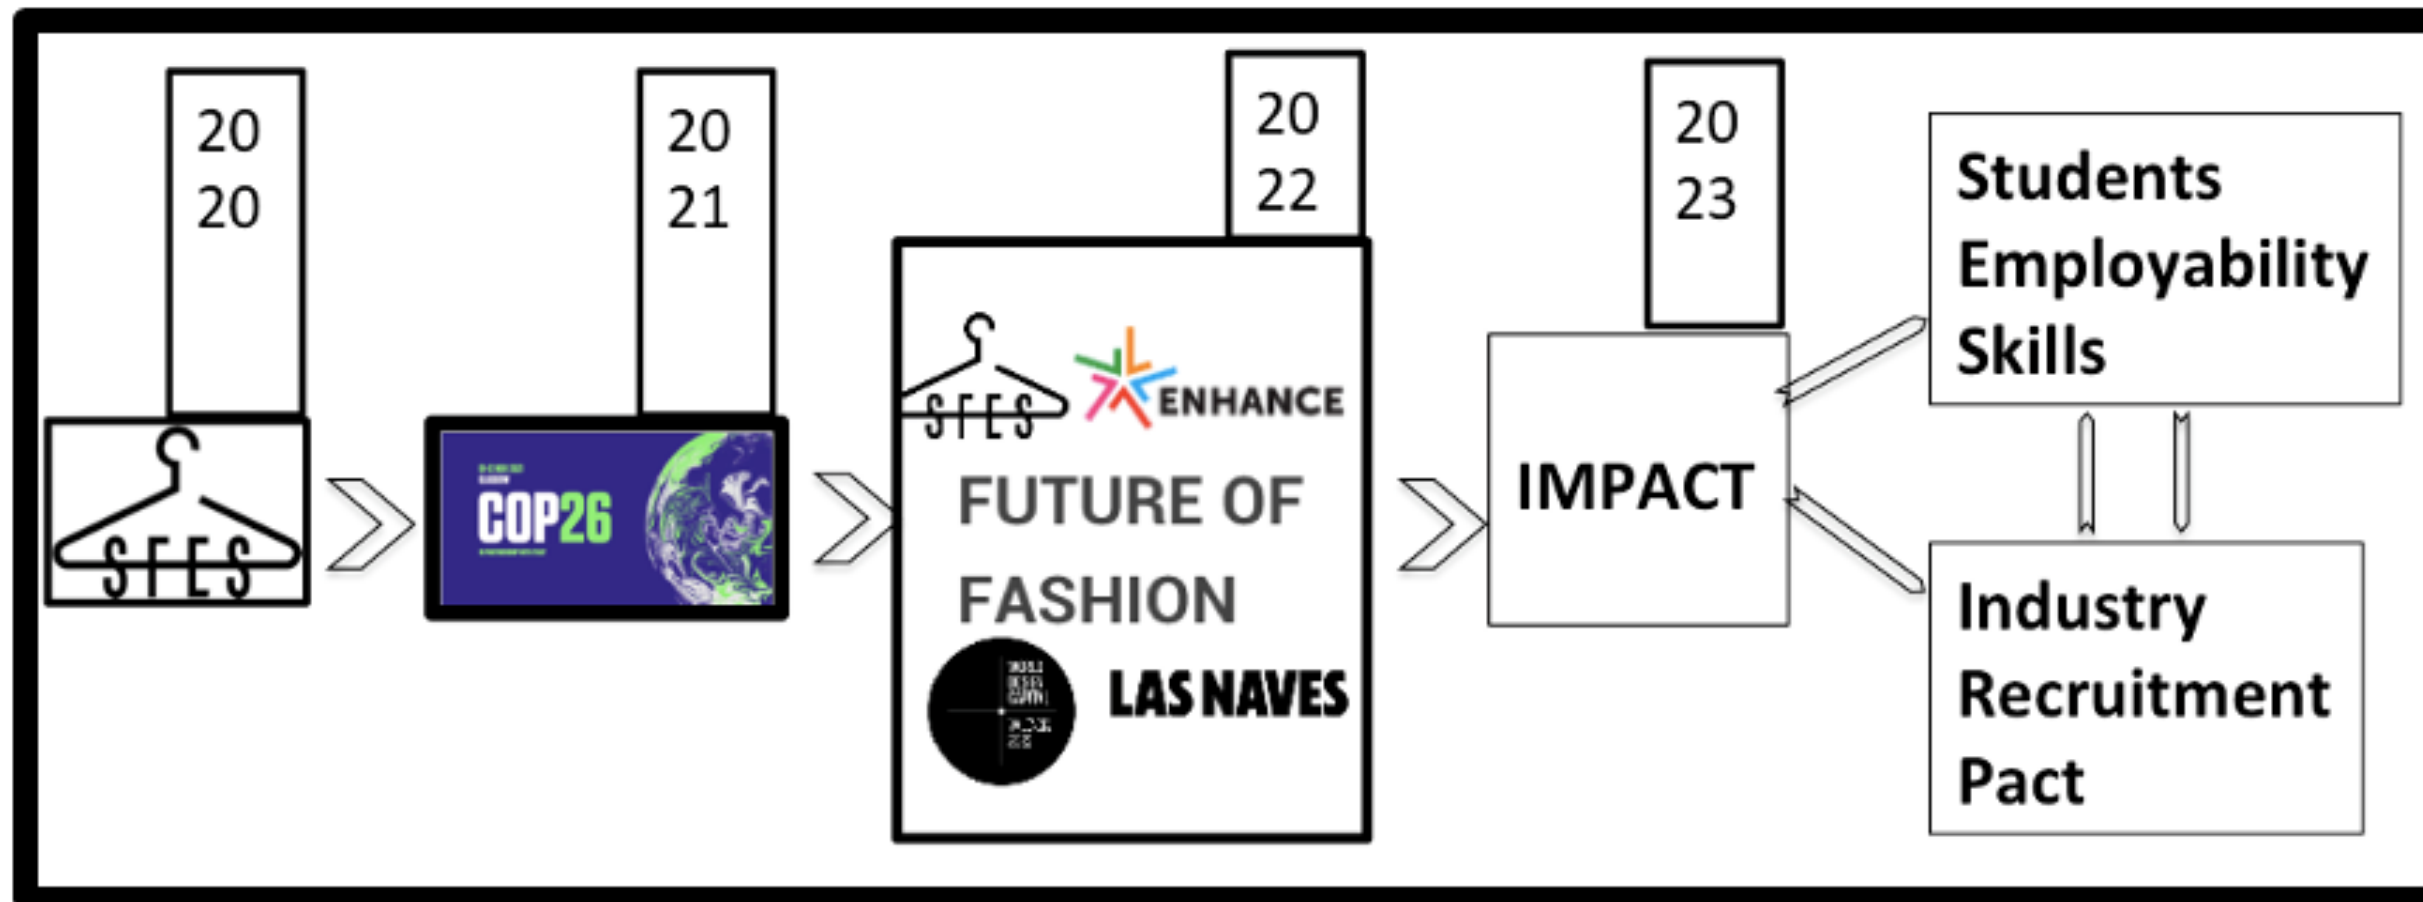 20
20
SFES
20
21
COP26
20
22
SFES
ENHANCE
FUTURE OF
FASHION
LAS NAVES
20
23
IMPACT
Students
Employability
Skills
Industry
Recruitment
Pact